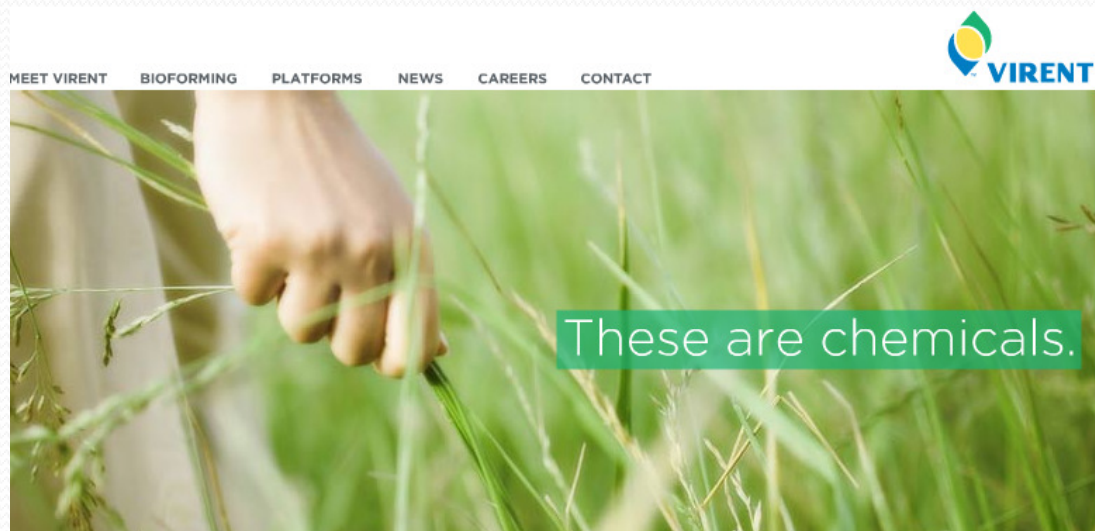 VIRENT
MEET VIRENT BIOFORMING PLATFORMS NEWS CAREERS CONTACT
These are chemicals.